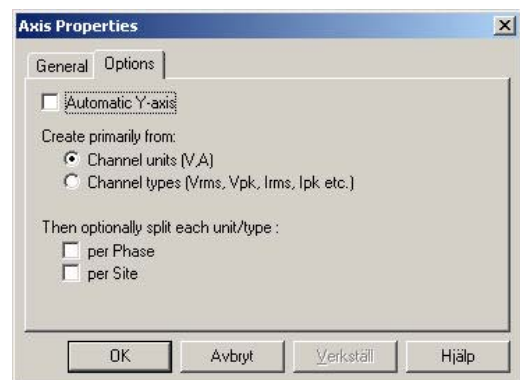 Axis Properties
General Options
Automatic Y-axis
Create primarily from:
Channel units (V,A)
Channel types (Vrms, Vpk, Irms, Ipk etc.)
Then optionally split each unit/type :
per Phase
per Site
OK Avbryt Verkställ Hjälp